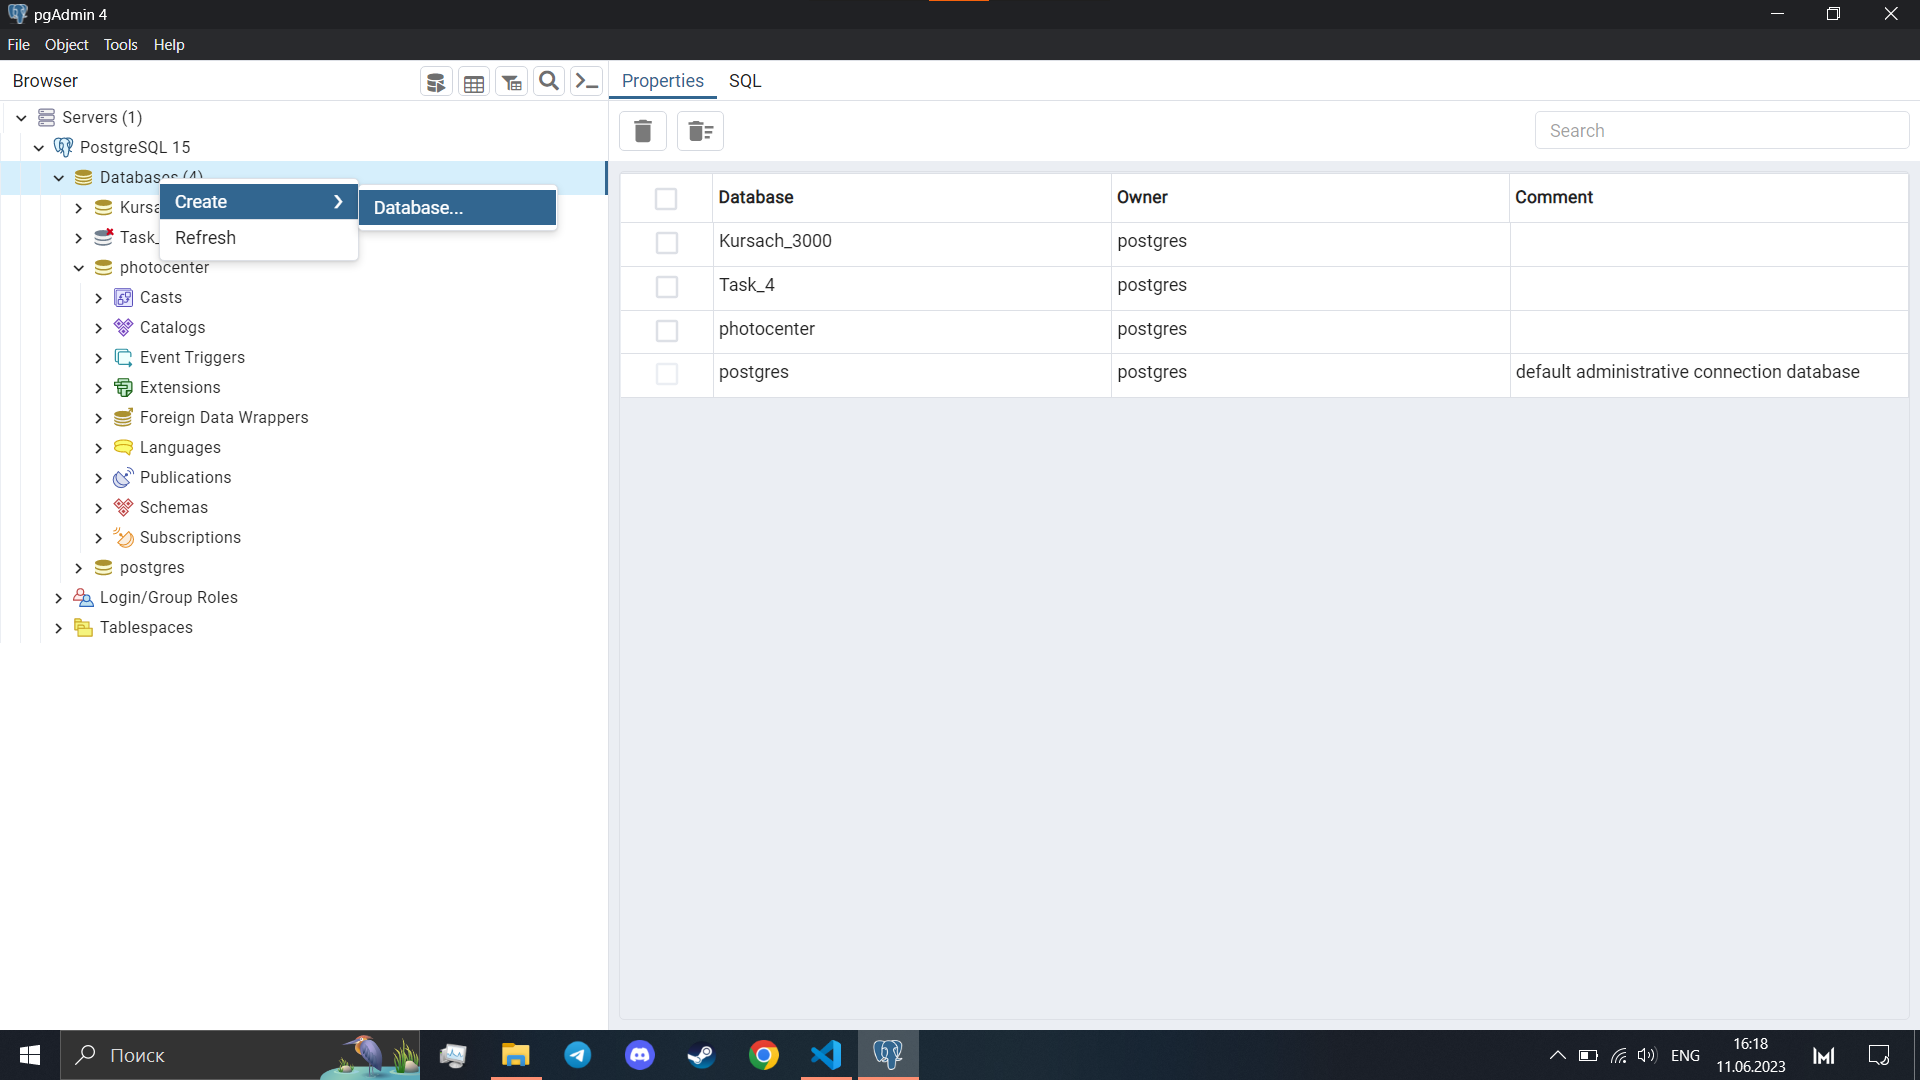 pgAdmin 4
File Object Tools Help
Browser
Properties SQL
Servers (1)
PostgreSQL 15
Search
Databases (4)
Create
Database...
Refresh
Database Owner Comment
Kursach_3000 postgres
Task_4 postgres
photocenter postgres
postgres postgres default administrative connection database
Kursa
Task_
photocenter
Casts
Catalogs
Event Triggers
Extensions
Foreign Data Wrappers
Languages
Publications
Schemas
Subscriptions
postgres
Login/Group Roles
Tablespaces
Поиск
ENG
16:18
11.06.2023